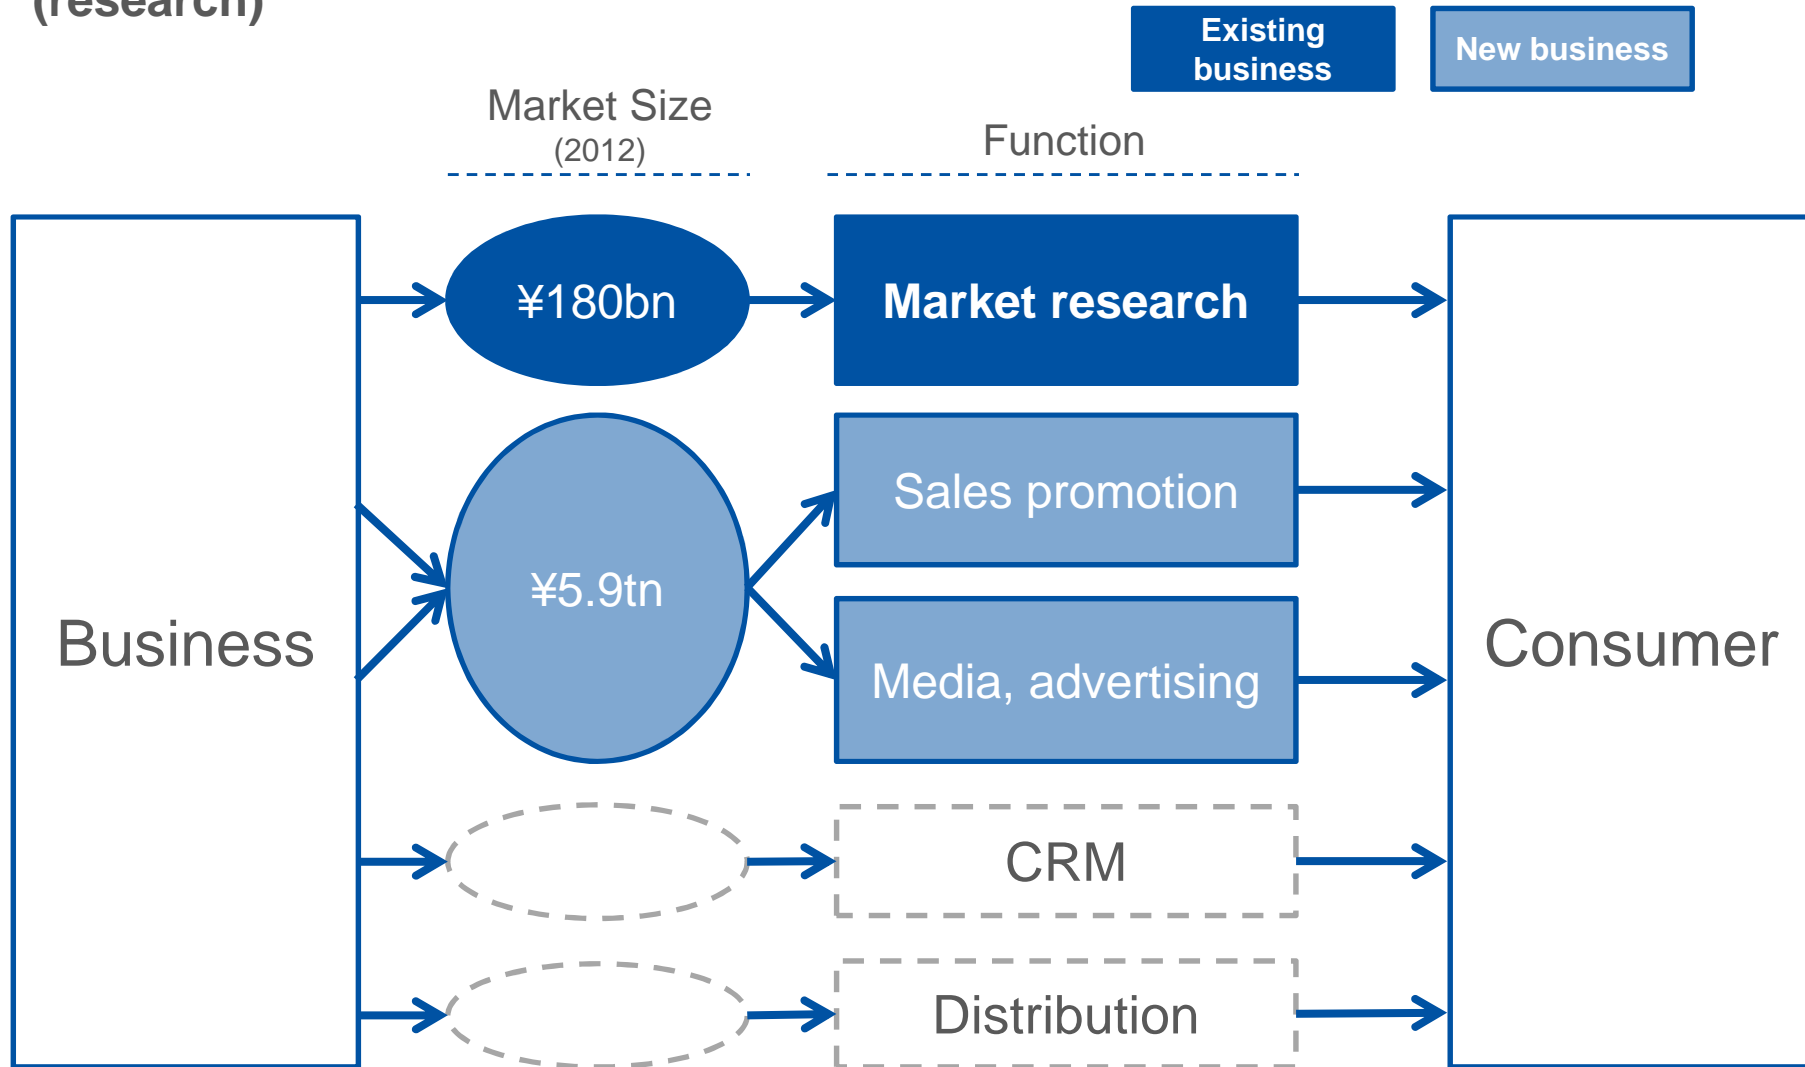 (research)
Existing
business
New business
Market Size
(2012)
Function
¥180bn
Market research
Sales promotion
¥5.9tn
Business
Consumer
Media, advertising
CRM
Distribution